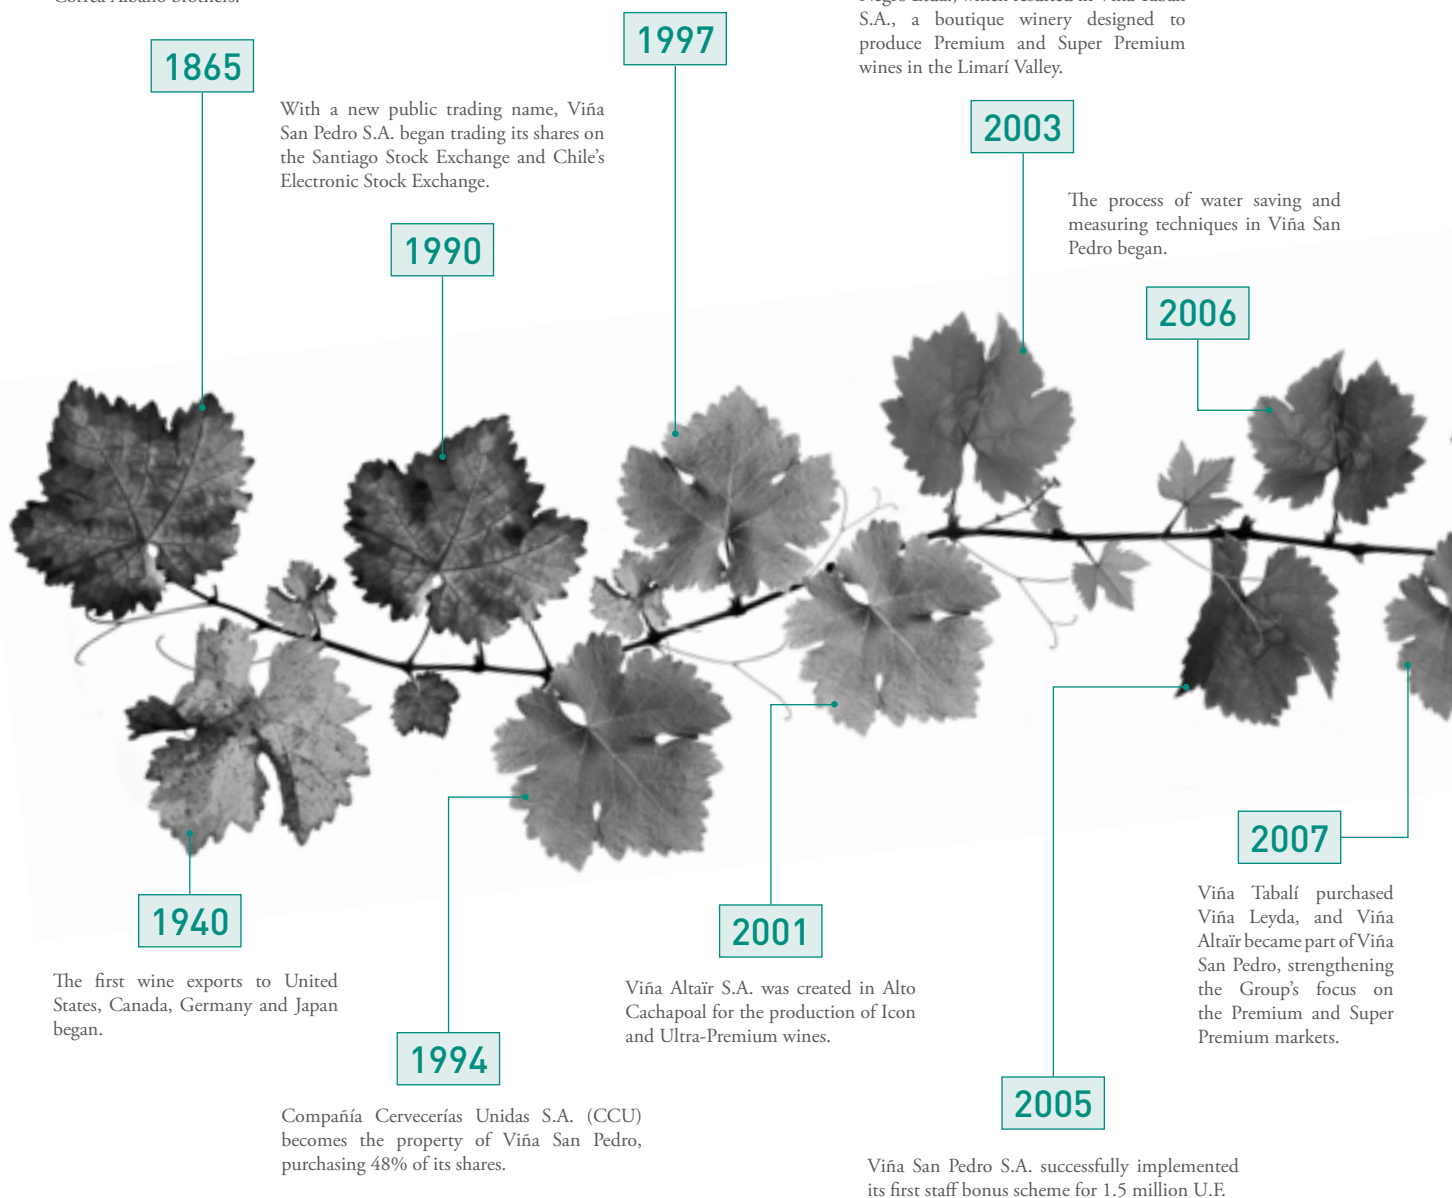 1865
With a new public trading name, Viña
San Pedro S.A. began trading its shares on
the Santiago Stock Exchange and Chile's
Electronic Stock Exchange.
1990
1997
S.A., a boutique winery designed to
produce Premium and Super Premium
wines in the Limarí Valley.
2003
The process of water saving and
measuring techniques in Viña San
Pedro began.
2006
1940
The first wine exports to United
States, Canada, Germany and Japan
began.
1994
Compañía Cervecerías Unidas S.A. (CCU)
becomes the property of Viña San Pedro,
purchasing 48% of its shares.
2001
Viña Altaïr S.A. was created in Alto
Cachapoal for the production of Icon
and Ultra-Premium wines.
2005
Viña San Pedro S.A. successfully implemented
its first staff bonus scheme for 1.5 million U.F.
2007
Viña Tabalí purchased
Viña Leyda, and Viña
Altaïr became part of Viña
San Pedro, strengthening
the Group's focus on
the Premium and Super
Premium markets.